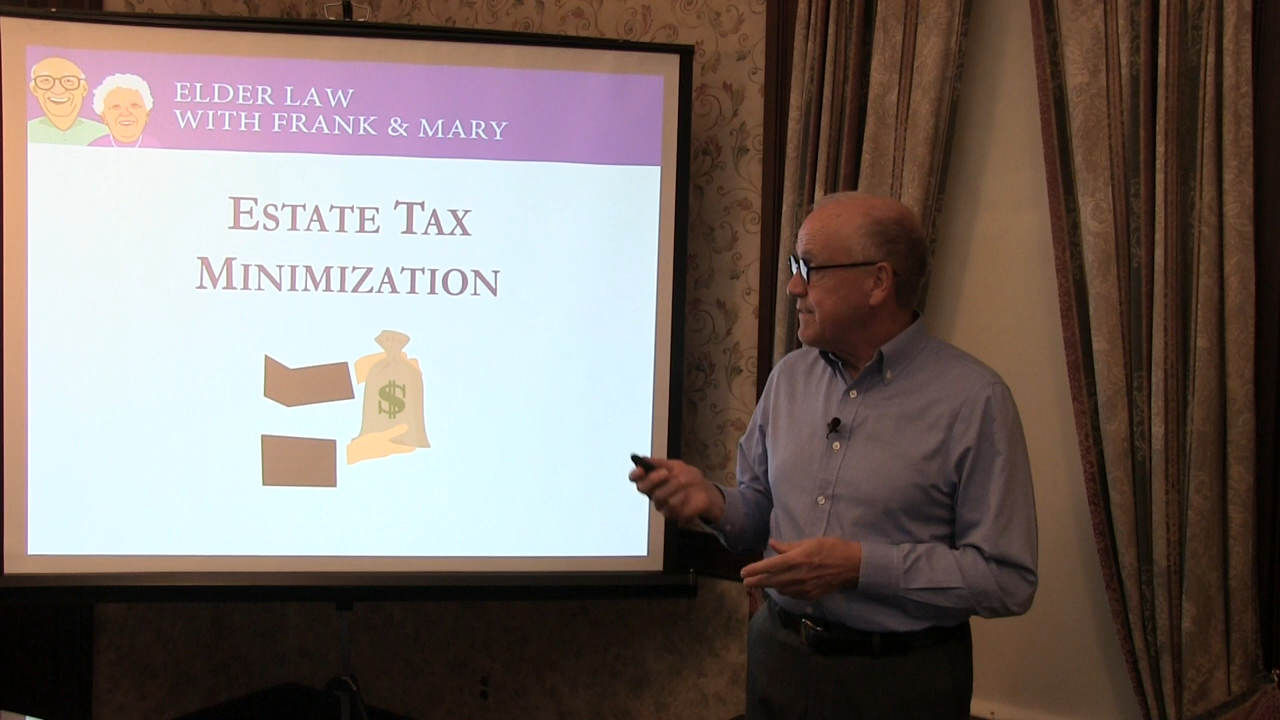 ELDER LAW
WITH FRANK & MARY
ESTATE TAX
MINIMIZATION
$